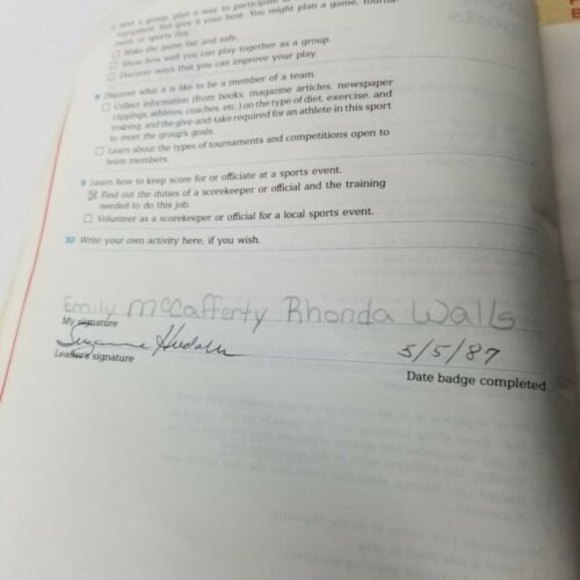 a group, plan a way to participate in
equipment. But give it your best. You might plan a game, tourna-
ment, or sports day.
Make the game fair and safe.
Show how well you can play together as a group.
Discover ways that you can improve your play.
Discover what it is like to be a member of a team.
Collect information (from books, magazine articles, newspaper
clippings, athletes, coaches, etc.) on the type of diet, exercise, and
training, and the give-and-take required for an athlete in this sport
to meet the group's goals.
Learn about the types of tournaments and competitions open to
team members.
Learn how to keep score for or officiate at a sports event.
Find out the duties of a scorekeeper or official and the training
needed to do this job.
Volunteer as a scorekeeper or official for a local sports event.
10 Write your own activity here, if you wish.
Emily McCafferty Rhonda Walls
My signature
5/5/87
Leader's signature
Date badge completed